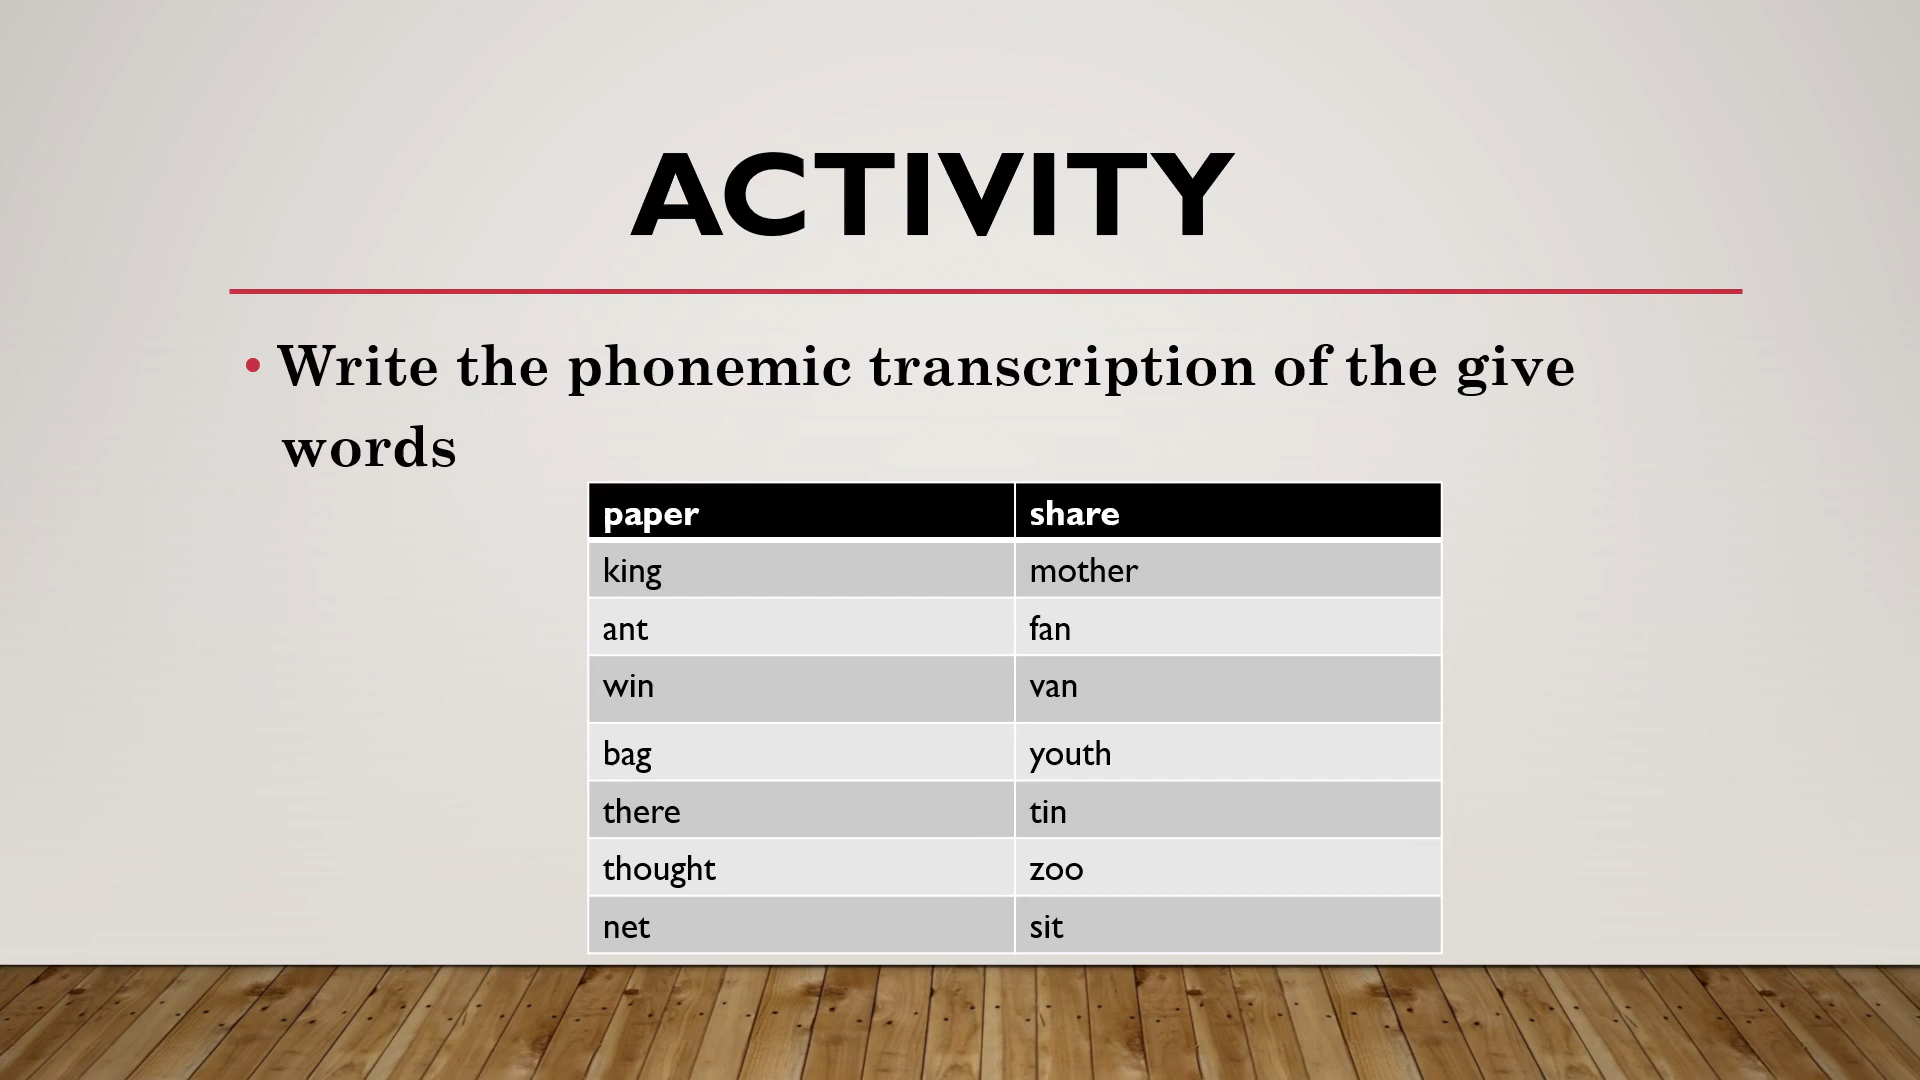 ACTIVITY
• Write the phonemic transcription of the give
words
paper share
king mother
ant fan
win van
bag youth
there tin
thought zoo
net sit